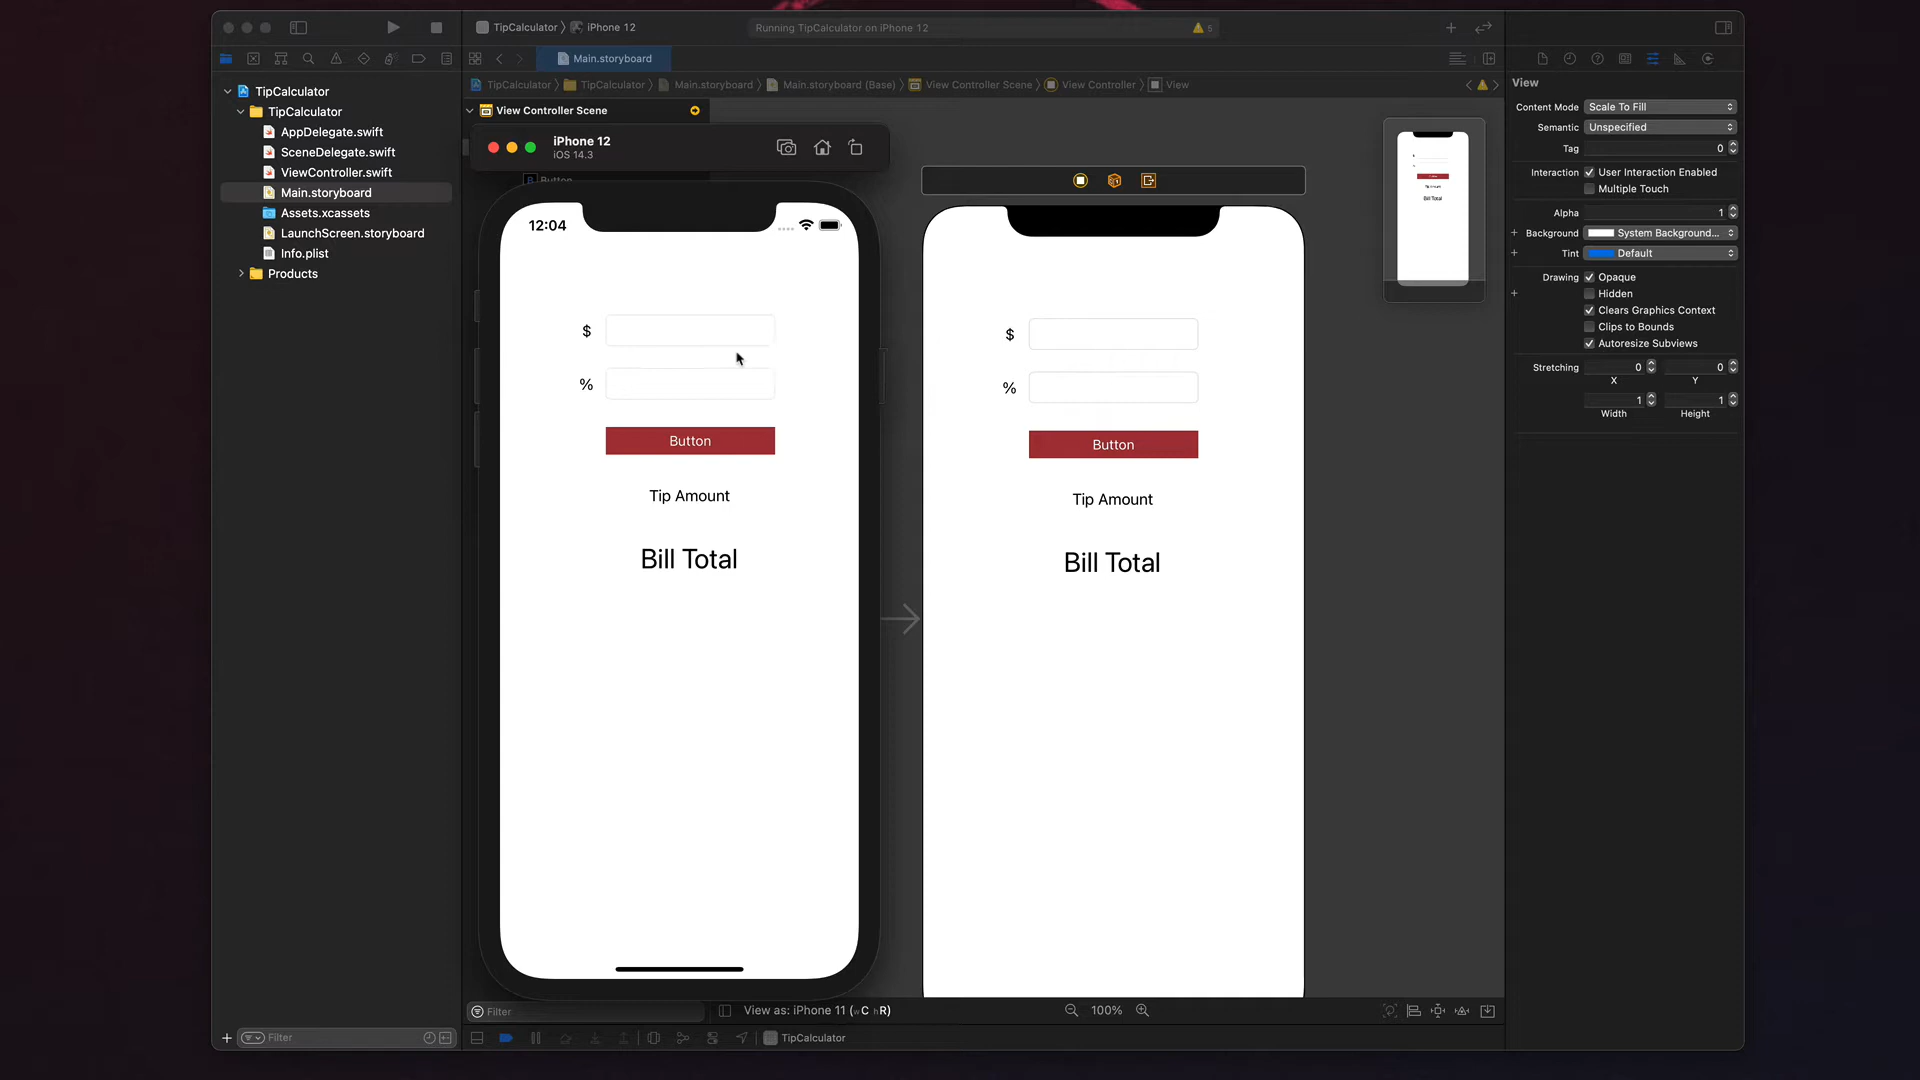 TipCalculator 〉 iPhone 12
Running TipCalculator on iPhone 12
5
Main.storyboard
TipCalculator 〉 TipCalculator 〉 Main.storyboard 〉 Main.storyboard (Base) 〉 View Controller Scene 〉 View Controller 〉 View
TipCalculator
TipCalculator
AppDelegate.swift
SceneDelegate.swift
ViewController.swift
Main.storyboard
Assets.xcassets
LaunchScreen.storyboard
Info.plist
Products
Filter
View Controller Scene
iPhone 12
iOS 14.3
B Button
12:04
$
%
Button
Tip Amount
Bill Total
$
%
Button
Tip Amount
Bill Total
Filter
View as: iPhone 11 (wC hR)
100%
TipCalculator
View
Content Mode Scale To Fill
Semantic Unspecified
Tag 0
Interaction User Interaction Enabled
Multiple Touch
Alpha 1
+ Background System Background...
+ Tint Default
Drawing Opaque
+ Hidden
Clears Graphics Context
Clips to Bounds
Autoresize Subviews
Stretching 0 0
X Y
1 1
Width Height